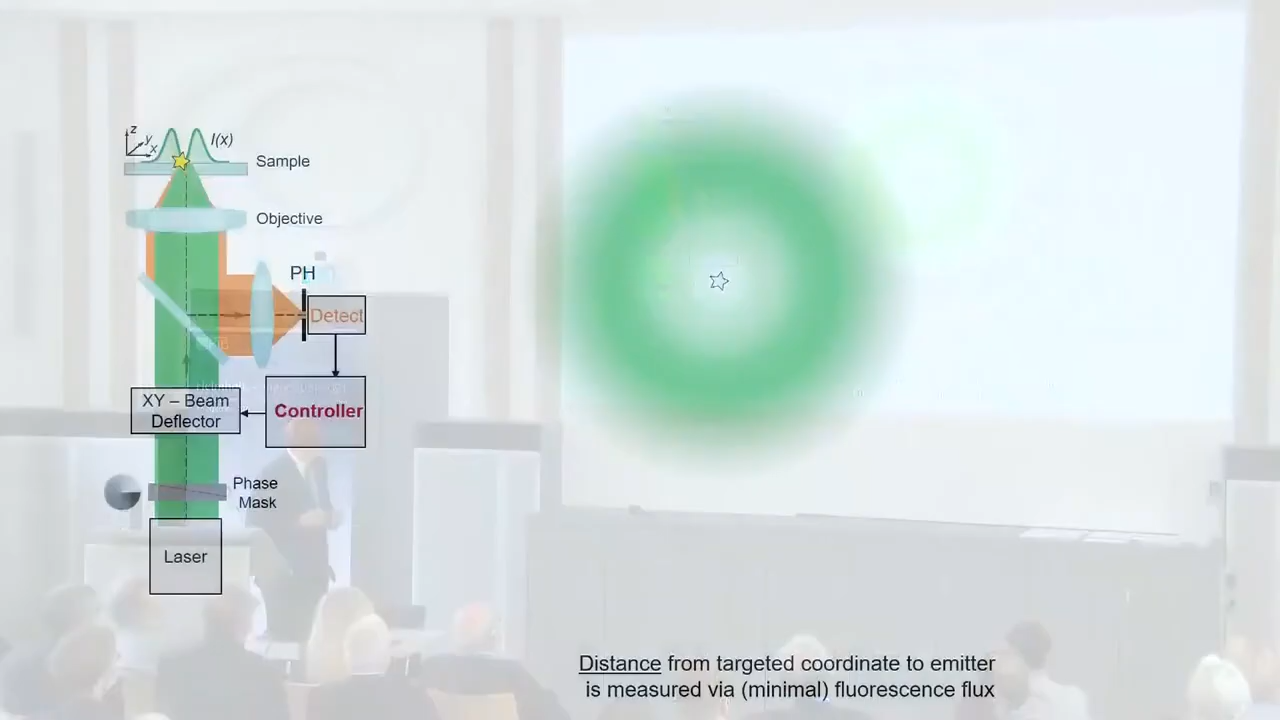 z
y
x
I(x)
Sample
Objective
PH
Detect
XY – Beam
Deflector
Controller
Phase
Mask
Laser
Distance from targeted coordinate to emitter
is measured via (minimal) fluorescence flux